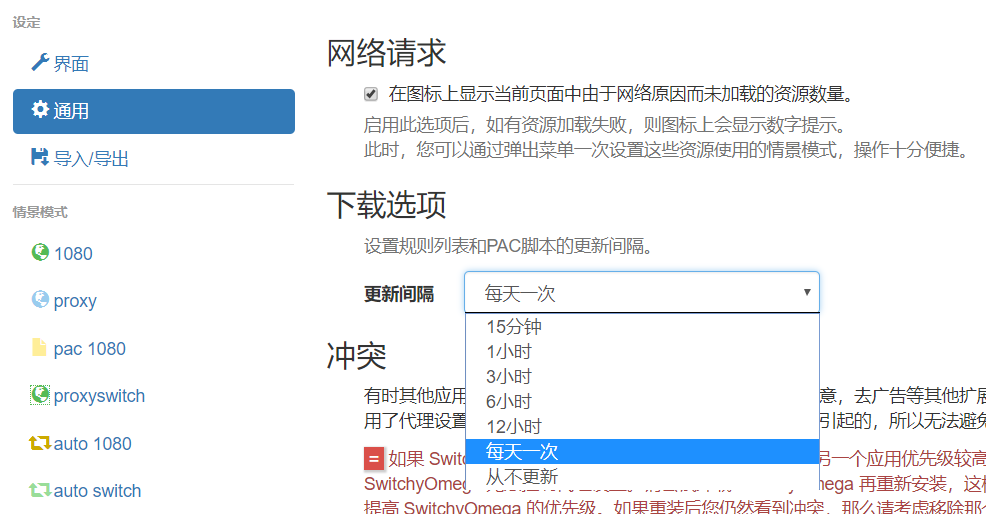 设定
界面
通用
导入/导出
情景模式
1080
proxy
pac 1080
proxyswitch
auto 1080
auto switch
网络请求
在图标上显示当前页面中由于网络原因而未加载的资源数量。
启用此选项后，如有资源加载失败，则图标上会显示数字提示。
此时，您可以通过弹出菜单一次设置这些资源使用的情景模式，操作十分便捷。
下载选项
设置规则列表和PAC脚本的更新间隔。
更新间隔
每天一次
15分钟
1小时
3小时
6小时
12小时
每天一次
从不更新
冲突
有时其他应用 意，去广告等其他扩展
用了代理设置 引起的，所以无法避免
= 如果 Switc 另一个应用优先级较高
SwitchyOmega 再重新安装，这样
提高 SwitchyOmega 的优先级。如果重装后您仍然看到冲突，那么请考虑移除那个